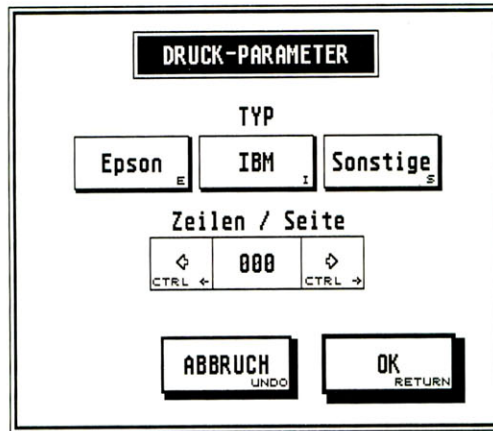 DRUCK-PARAMETER
TYP
Epson E IBM I Sonstige S
Zeilen / Seite
⇦ 000 ⇨
CTRL ← CTRL →
ABBRUCH OK
UNDO RETURN